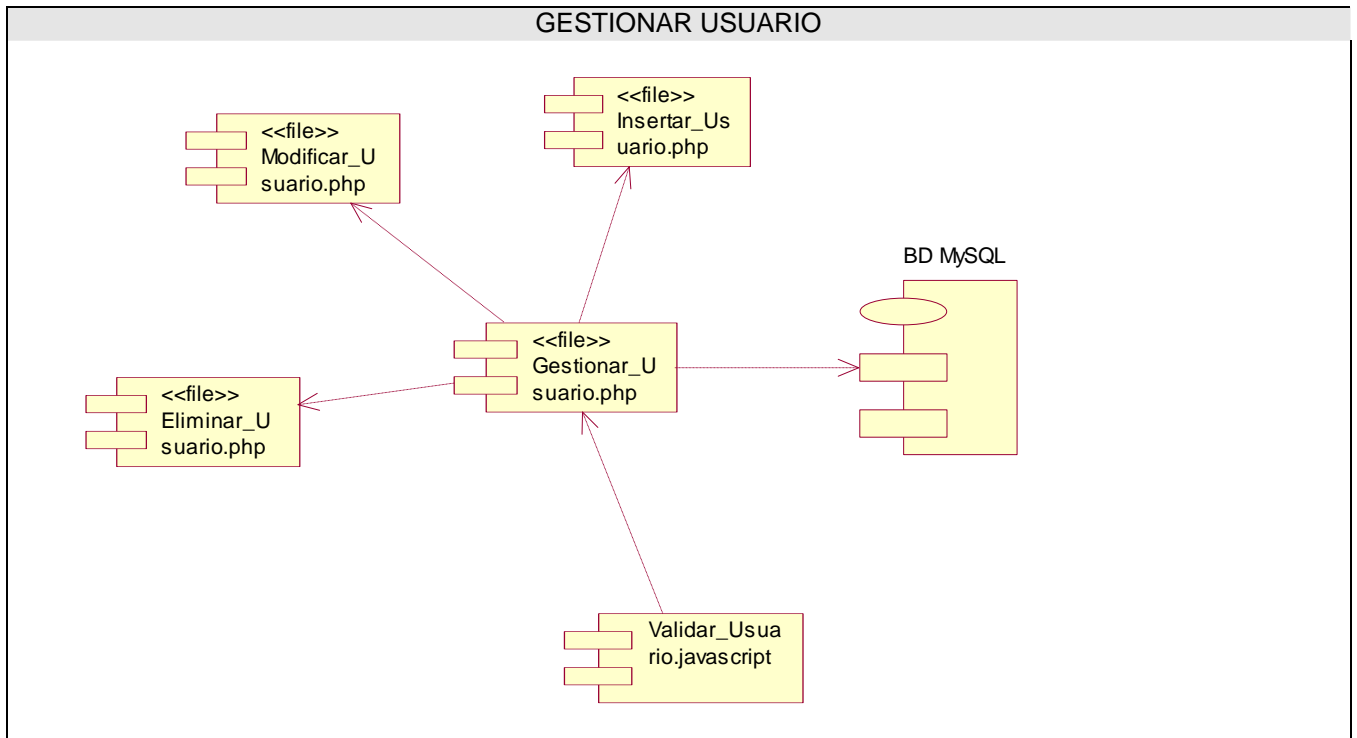 GESTIONAR USUARIO
<<file>>
Insertar_Us
uario.php
<<file>>
Modificar_U
suario.php
BD MySQL
<<file>>
Gestionar_U
suario.php
<<file>>
Eliminar_U
suario.php
Validar_Usua
rio.javascript